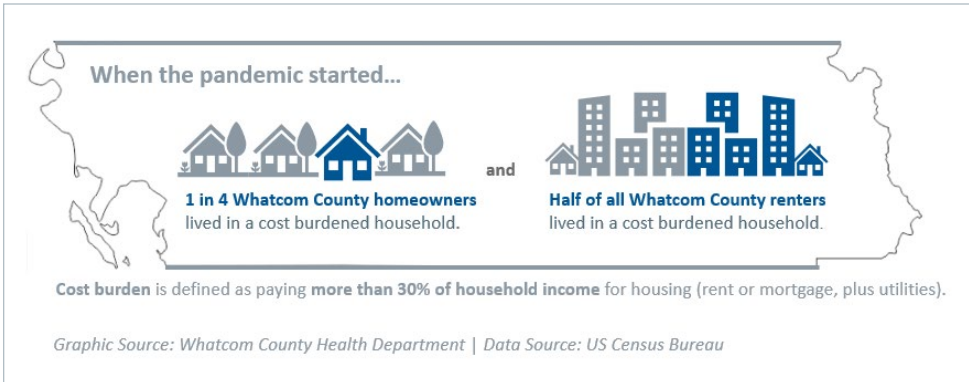 When the pandemic started...
1 in 4 Whatcom County homeowners
lived in a cost burdened household.
and
Half of all Whatcom County renters
lived in a cost burdened household.
Cost burden is defined as paying more than 30% of household income for housing (rent or mortgage, plus utilities).
Graphic Source: Whatcom County Health Department | Data Source: US Census Bureau